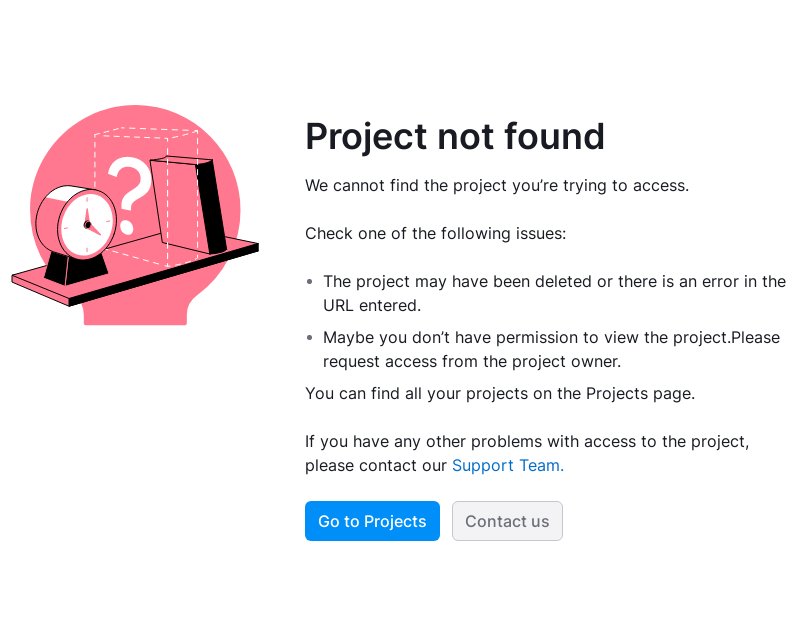 Project not found
We cannot find the project you’re trying to access.
Check one of the following issues:
• The project may have been deleted or there is an error in the
URL entered.
• Maybe you don’t have permission to view the project.Please
request access from the project owner.
You can find all your projects on the Projects page.
If you have any other problems with access to the project,
please contact our Support Team.
Go to Projects
Contact us
?